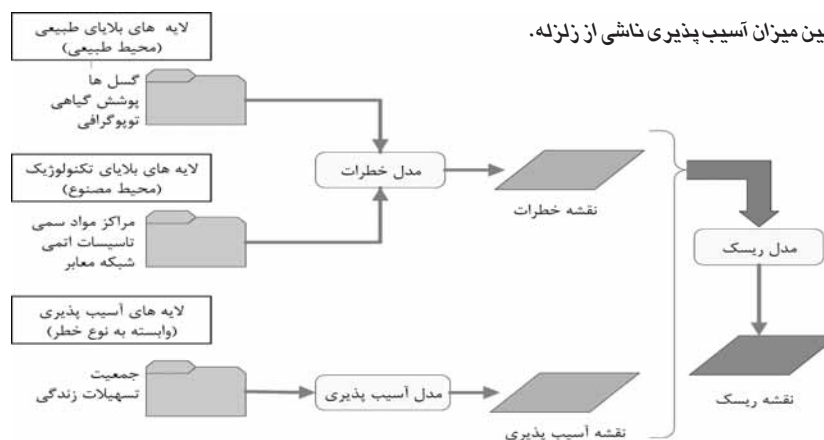 ین میزان آسیب پذیری ناشی از زلزله.
لایه های بلایای طبیعی
(محیط طبیعی)
گسل ها
پوشش گیاهی
توپوگرافی
مدل خطرات
نقشه خطرات
لایه های بلایای تکنولوژیک
(محیط مصنوع)
مراکز مواد سمی
تاسیسات اتمی
شبکه معابر
مدل ریسک
نقشه ریسک
لایه های آسیب پذیری
(وابسته به نوع خطر)
جمعیت
تسهیلات زندگی
مدل آسیب پذیری
نقشه آسیب پذیری